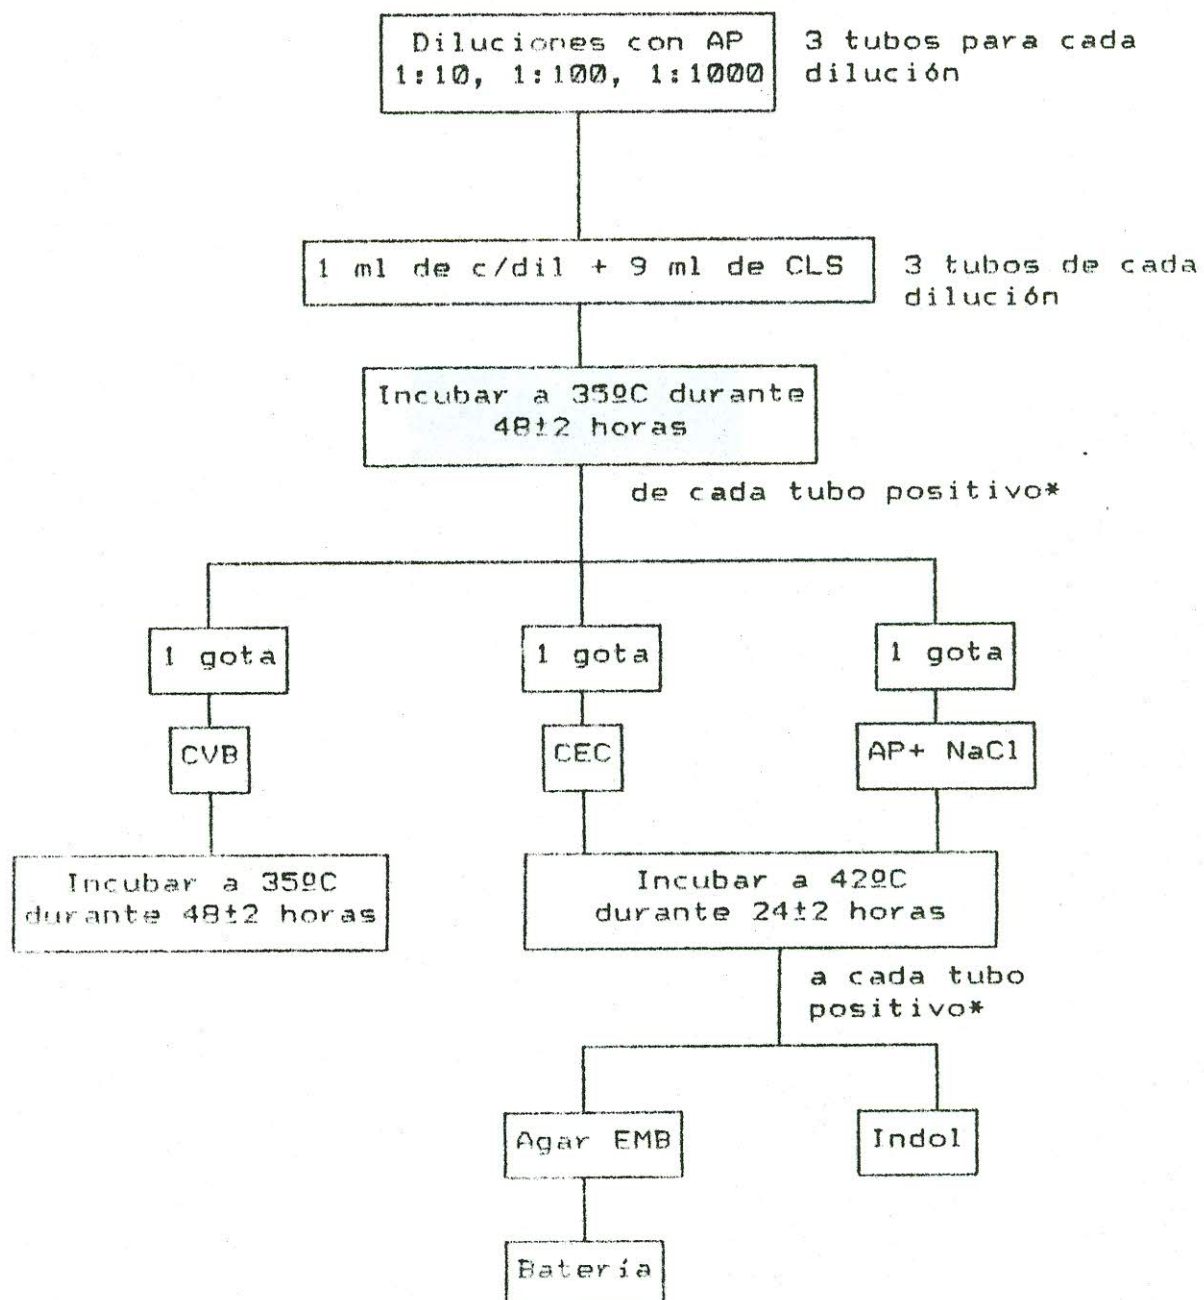 Diluciones con AP
1:10, 1:100, 1:1000
3 tubos para cada
dilución
1 ml de c/dil + 9 ml de CLS
3 tubos de cada
dilución
Incubar a 35ºC durante
48±2 horas
de cada tubo positivo*
1 gota
1 gota
1 gota
CVB
CEC
AP+ NaCl
Incubar a 35ºC
durante 48±2 horas
Incubar a 42ºC
durante 24±2 horas
a cada tubo
positivo*
Agar EMB
Indol
Batería